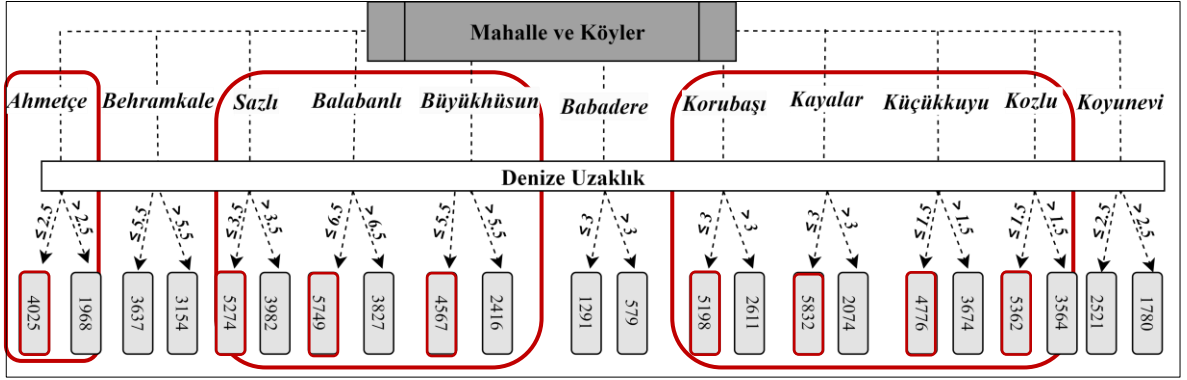 Mahalle ve Köyler
Ahmetçe Behramkale Sazlı Balabanlı Büyükhüsun Babadere Korubaşı Kayalar Küçükkuyu Kozlu Koyunevi
Denize Uzaklık
≤ 2.5 > 2.5 ≤ 5.5 > 5.5 ≤ 3.5 > 3.5 ≤ 6.5 > 6.5 ≤ 5.5 > 5.5 ≤ 3 > 3 ≤ 3 > 3 ≤ 3 > 3 ≤ 1.5 > 1.5 ≤ 1.5 > 1.5 ≤ 2.5 > 2.5
4025 1968 3637 3154 5274 3982 5749 3827 4567 2416 1291 579 5198 2611 5832 2074 4776 3674 5362 3564 2521 1780